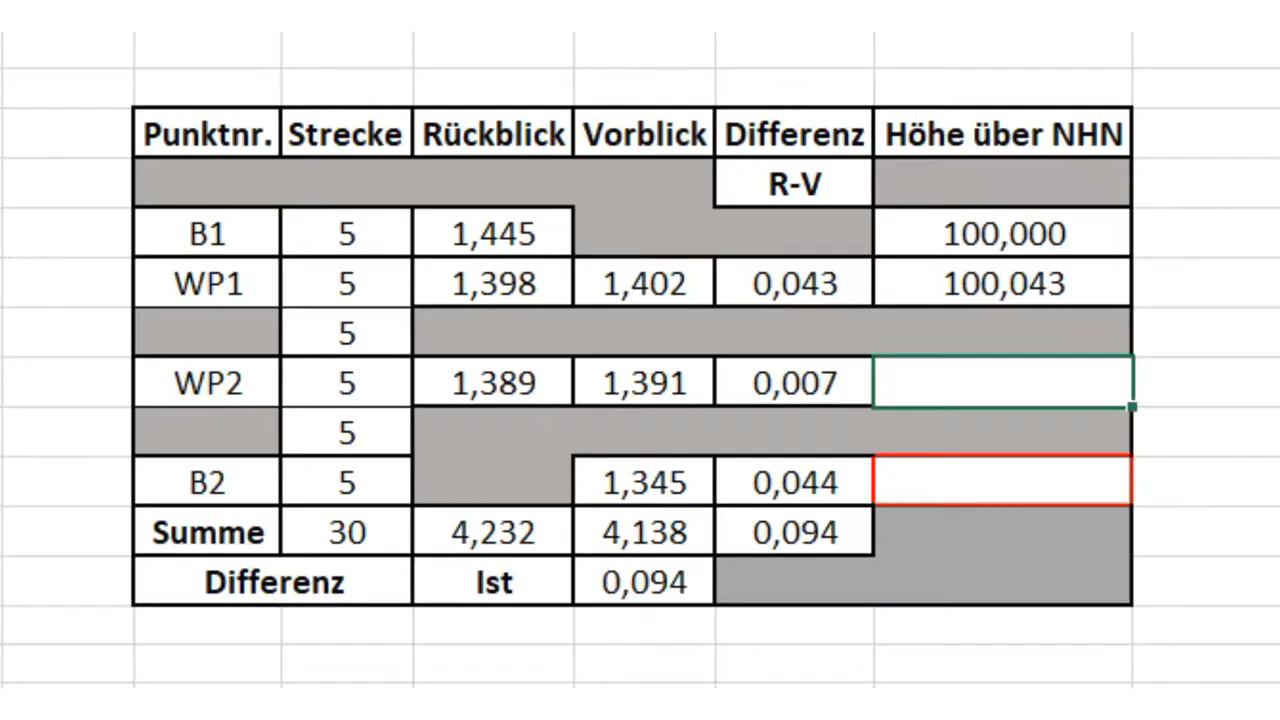 Punktnr. Strecke Rückblick Vorblick Differenz Höhe über NHN
R-V
B1 5 1,445 100,000
WP1 5 1,398 1,402 0,043 100,043
5
WP2 5 1,389 1,391 0,007
5
B2 5 1,345 0,044
Summe 30 4,232 4,138 0,094
Differenz Ist 0,094